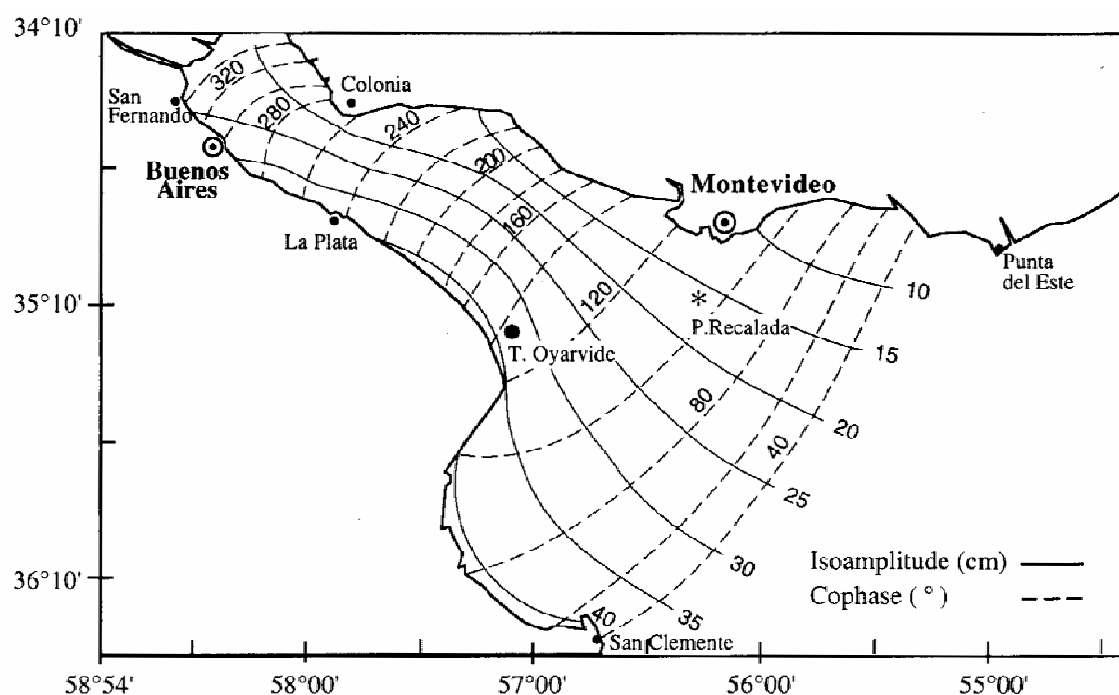 34°10'
320
Colonia
San
Fernando
280
240
Buenos
Aires
200
Montevideo
La Plata
160
Punta
del Este
35°10'
120
10
P.Recalada
T. Oyarvide
15
80
20
40
25
30
Isoamplitude (cm)
36°10'
Cophase ( ° )
40
35
San Clemente
58°54'
58°00'
57°00'
56°00'
55°00'